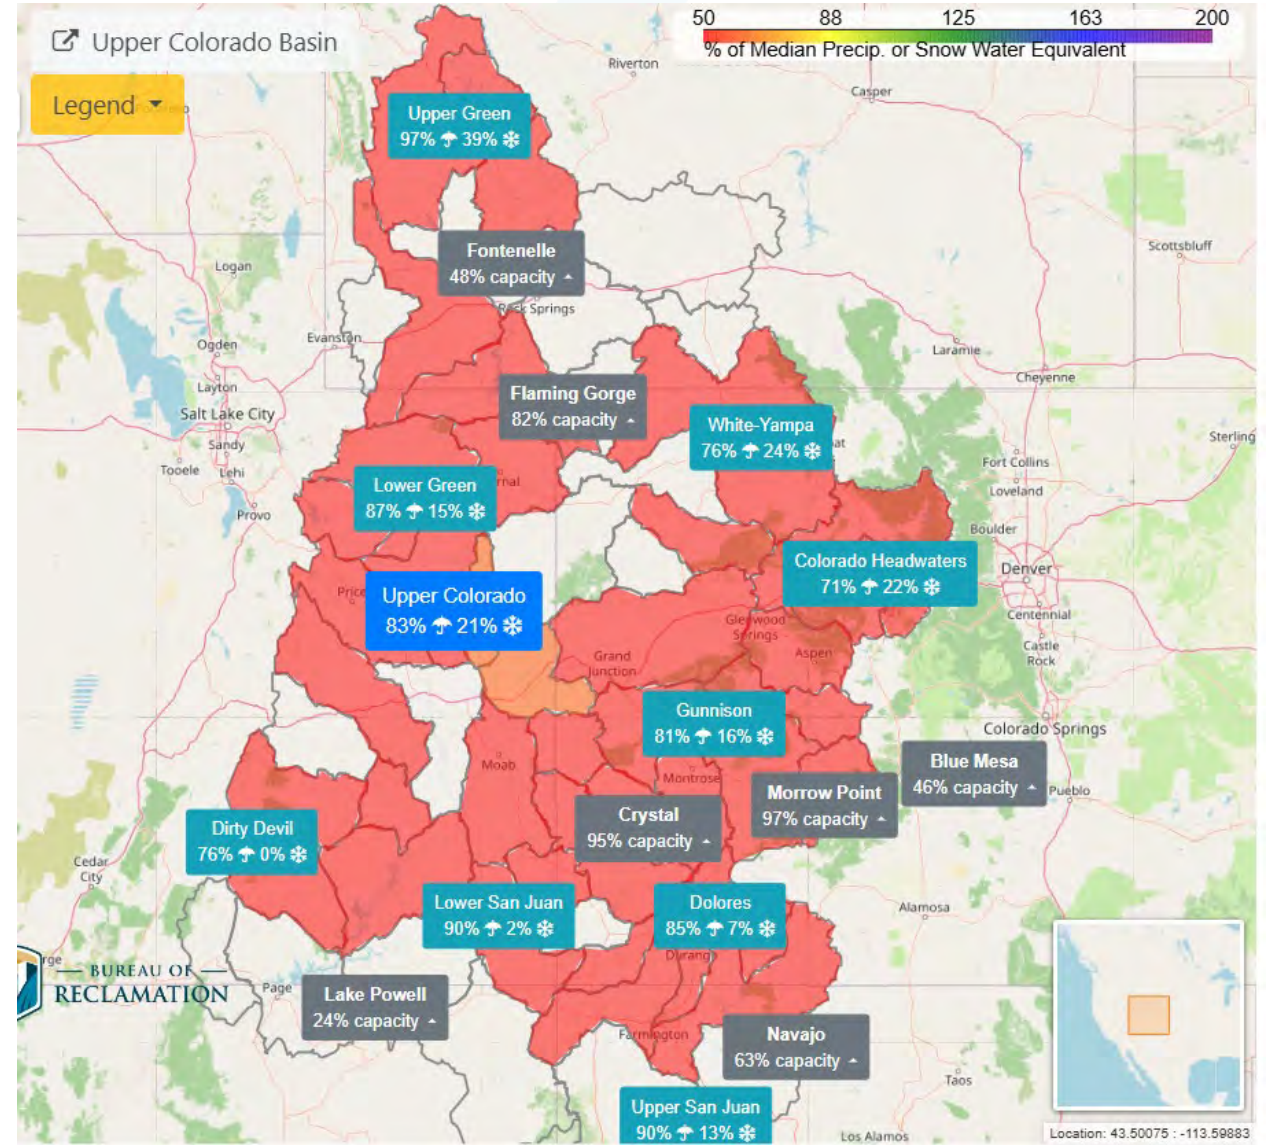 Upper Colorado Basin
Legend
50 88 125 163 200
% of Median Precip. or Snow Water Equivalent
Riverton
Casper
Upper Green
97% 39%
Scottsbluff
Fontenelle
48% capacity
Logan
Rock Springs
Evanston
Ogden
Laramie
Cheyenne
Layton
Flaming Gorge
82% capacity
Salt Lake City
White-Yampa
76% 24%
Sterling
Sandy
Tooele
Lehi
Fort Collins
Lower Green
87% 15%
Loveland
Provo
Boulder
Colorado Headwaters
71% 22%
Denver
Price
Upper Colorado
83% 21%
Centennial
Glenwood
Springs
Castle
Rock
Grand
Junction
Aspen
Gunnison
81% 16%
Colorado Springs
Moab
Montrose
Blue Mesa
46% capacity
Pueblo
Morrow Point
97% capacity
Crystal
95% capacity
Dirty Devil
76% 0%
Cedar
City
Lower San Juan
90% 2%
Dolores
85% 7%
Alamosa
Durango
rge
BUREAU OF
RECLAMATION
Page
Lake Powell
24% capacity
Farmington
Navajo
63% capacity
Taos
Upper San Juan
90% 13%
Los Alamos
Location: 43.50075 : -113.59883